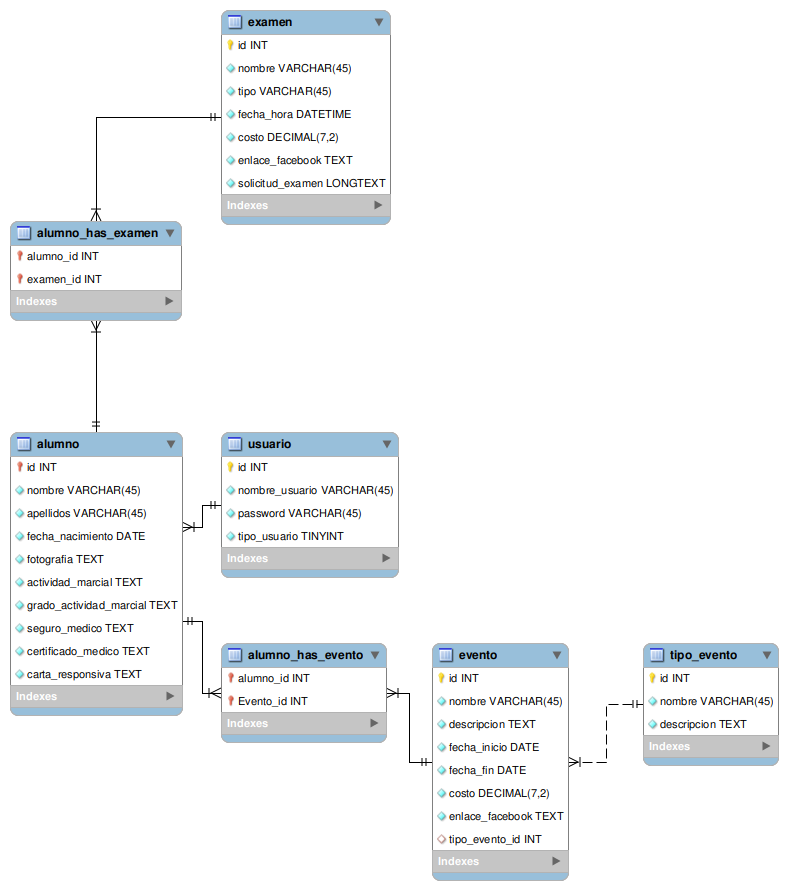 examen
id INT
nombre VARCHAR(45)
tipo VARCHAR(45)
fecha_hora DATETIME
costo DECIMAL(7,2)
enlace_facebook TEXT
solicitud_examen LONGTEXT
Indexes
alumno_has_examen
alumno_id INT
examen_id INT
Indexes
alumno
id INT
nombre VARCHAR(45)
apellidos VARCHAR(45)
fecha_nacimiento DATE
fotografia TEXT
actividad_marcial TEXT
grado_actividad_marcial TEXT
seguro_medico TEXT
certificado_medico TEXT
carta_responsiva TEXT
Indexes
usuario
id INT
nombre_usuario VARCHAR(45)
password VARCHAR(45)
tipo_usuario TINYINT
Indexes
alumno_has_evento
alumno_id INT
Evento_id INT
Indexes
evento
id INT
nombre VARCHAR(45)
descripcion TEXT
fecha_inicio DATE
fecha_fin DATE
costo DECIMAL(7,2)
enlace_facebook TEXT
tipo_evento_id INT
Indexes
tipo_evento
id INT
nombre VARCHAR(45)
descripcion TEXT
Indexes